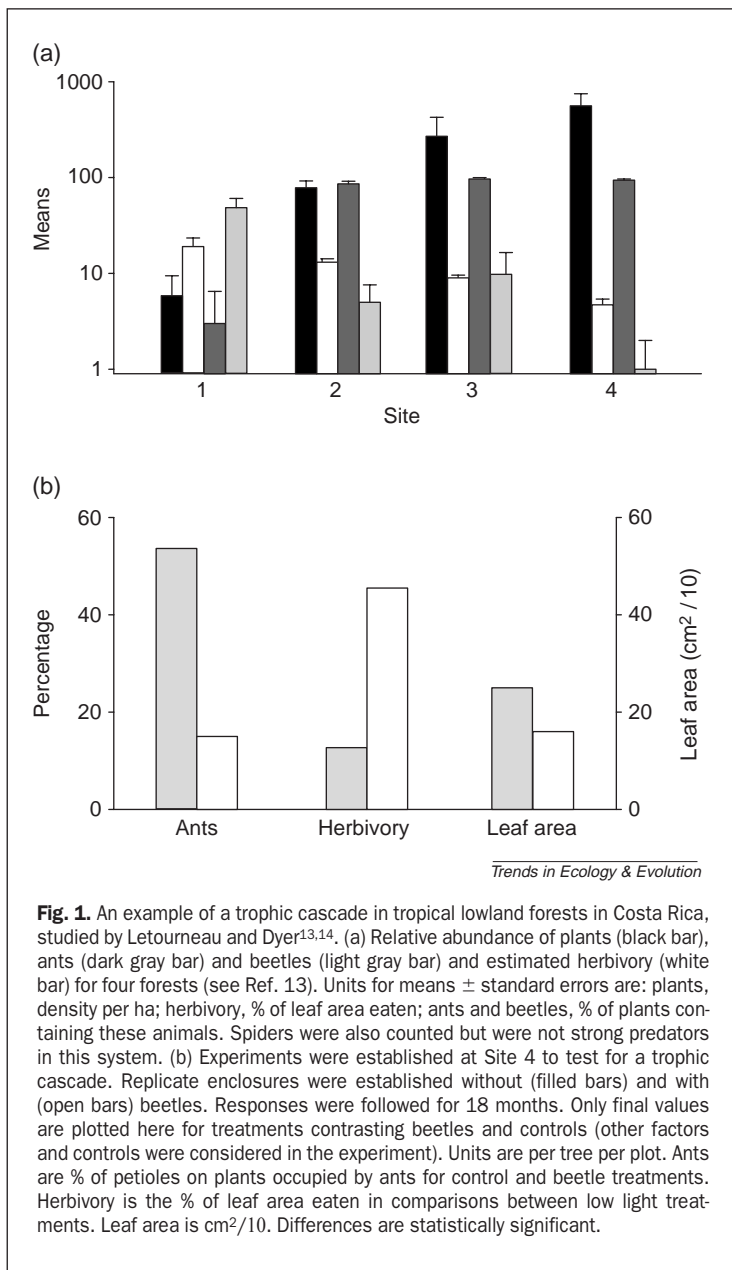 (a)
1000
100
10
1
Means
1
2
3
4
Site
(b)
60
40
20
0
Percentage
60
40
20
0
Leaf area (cm² / 10)
Ants
Herbivory
Leaf area
Trends in Ecology & Evolution
Fig. 1. An example of a trophic cascade in tropical lowland forests in Costa Rica,
studied by Letourneau and Dyer¹³,¹⁴. (a) Relative abundance of plants (black bar),
ants (dark gray bar) and beetles (light gray bar) and estimated herbivory (white
bar) for four forests (see Ref. 13). Units for means ± standard errors are: plants,
density per ha; herbivory, % of leaf area eaten; ants and beetles, % of plants con-
taining these animals. Spiders were also counted but were not strong predators
in this system. (b) Experiments were established at Site 4 to test for a trophic
cascade. Replicate enclosures were established without (filled bars) and with
(open bars) beetles. Responses were followed for 18 months. Only final values
are plotted here for treatments contrasting beetles and controls (other factors
and controls were considered in the experiment). Units are per tree per plot. Ants
are % of petioles on plants occupied by ants for control and beetle treatments.
Herbivory is the % of leaf area eaten in comparisons between low light treat-
ments. Leaf area is cm²/10. Differences are statistically significant.